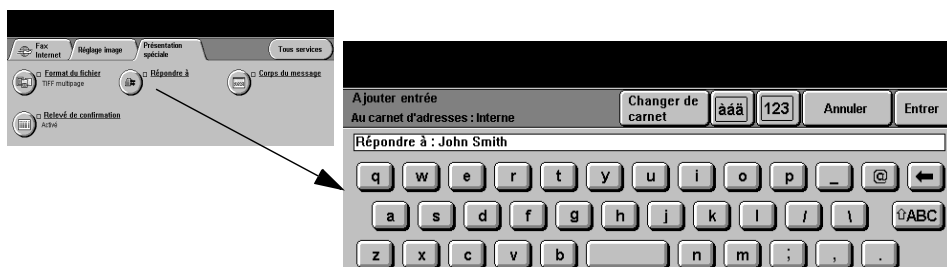 Fax Internet
Réglage image
Présentation spéciale
Tous services
Format du fichier
TIFF multipage
Répondre à
Corps du message
Relevé de confirmation
Activé
Ajouter entrée
Au carnet d'adresses : Interne
Changer de carnet
àáä
123
Annuler
Entrer
Répondre à : John Smith
q w e r t y u i o p _ @
a s d f g h j k l / \ ⇧ABC
z x c v b n m ; , .